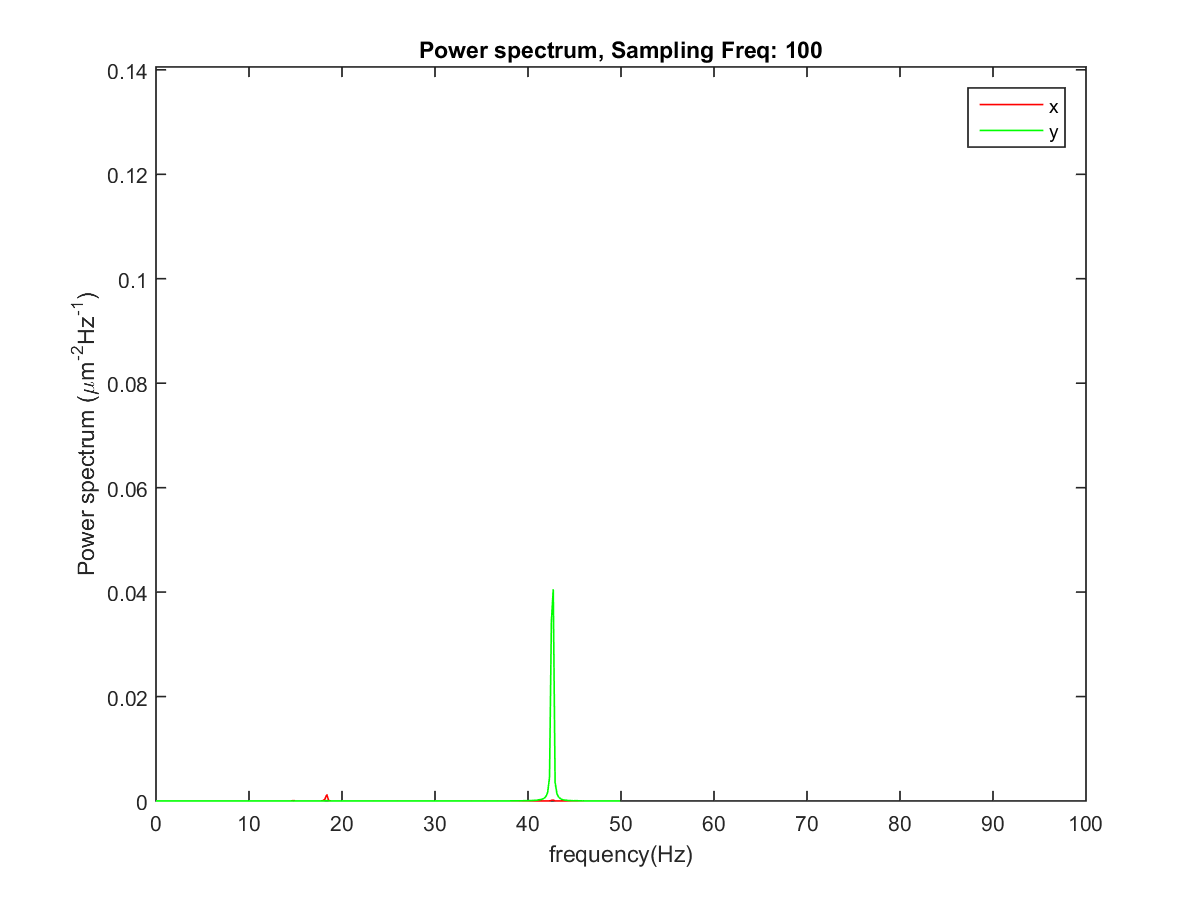 Power spectrum, Sampling Freq: 100
x
y
Power spectrum (μm⁻²Hz⁻¹)
0.14
0.12
0.1
0.08
0.06
0.04
0.02
0
0 10 20 30 40 50 60 70 80 90 100
frequency(Hz)